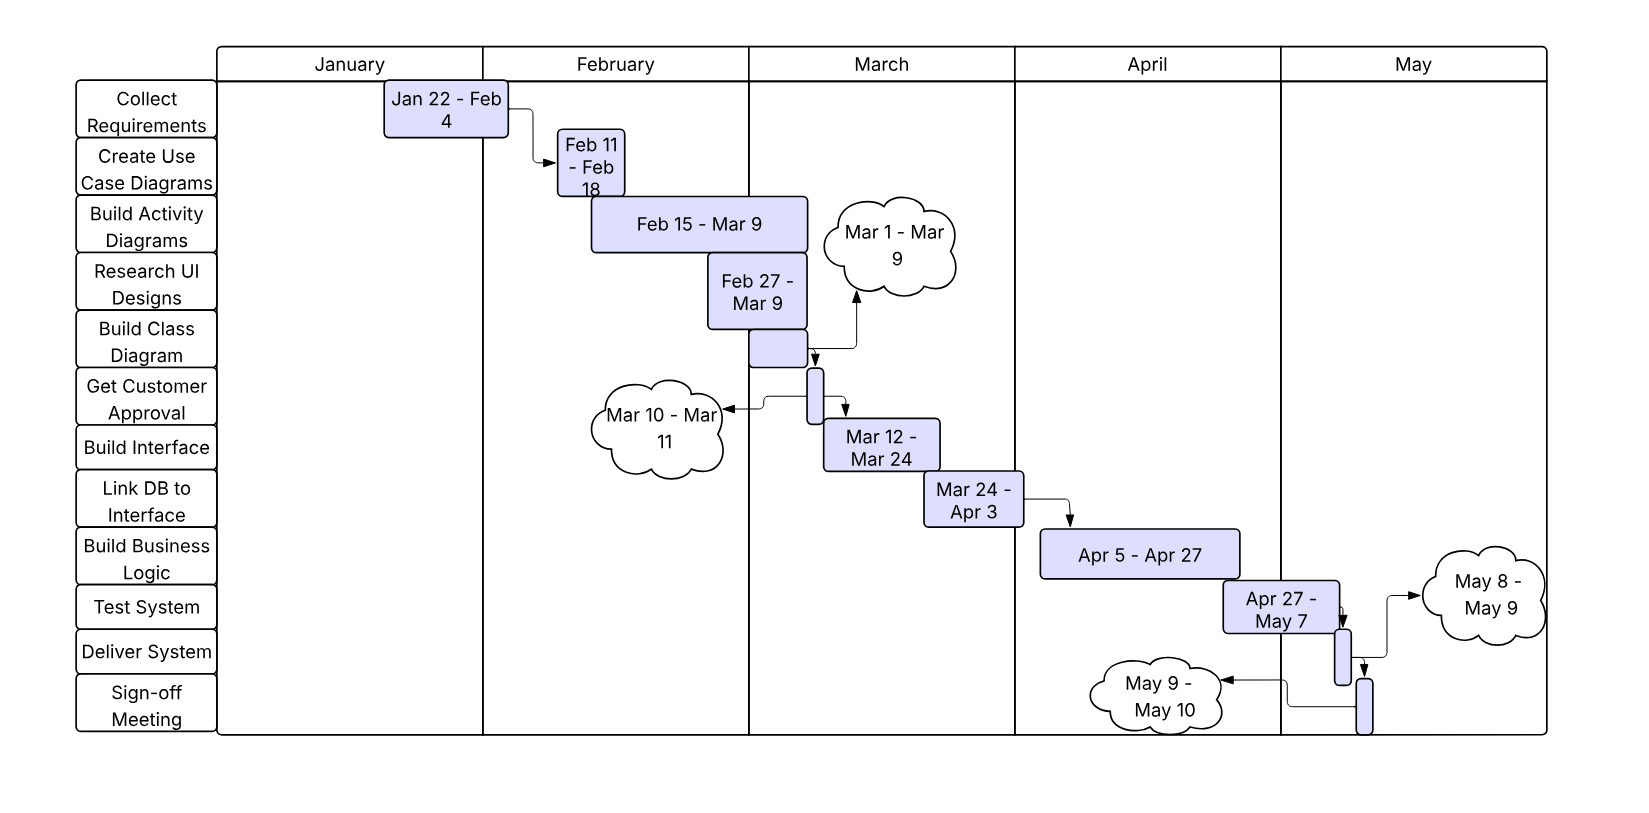 January
February
March
April
May
Collect
Requirements
Jan 22 - Feb
4
Create Use
Case Diagrams
Feb 11
- Feb
18
Build Activity
Diagrams
Feb 15 - Mar 9
Mar 1 - Mar
9
Research UI
Designs
Feb 27 -
Mar 9
Build Class
Diagram
Get Customer
Approval
Mar 10 - Mar
11
Build Interface
Mar 12 -
Mar 24
Link DB to
Interface
Mar 24 -
Apr 3
Build Business
Logic
Apr 5 - Apr 27
Test System
Apr 27 -
May 7
May 8 -
May 9
Deliver System
Sign-off
Meeting
May 9 -
May 10